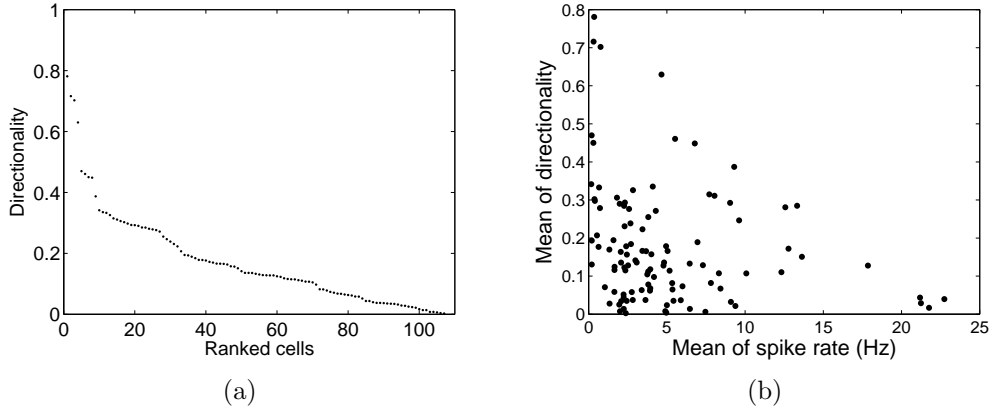 1
0.8
0.6
0.4
0.2
0
0 20 40 60 80 100
Directionality
Ranked cells
(a)
0.8
0.7
0.6
0.5
0.4
0.3
0.2
0.1
0
0 5 10 15 20 25
Mean of directionality
Mean of spike rate (Hz)
(b)